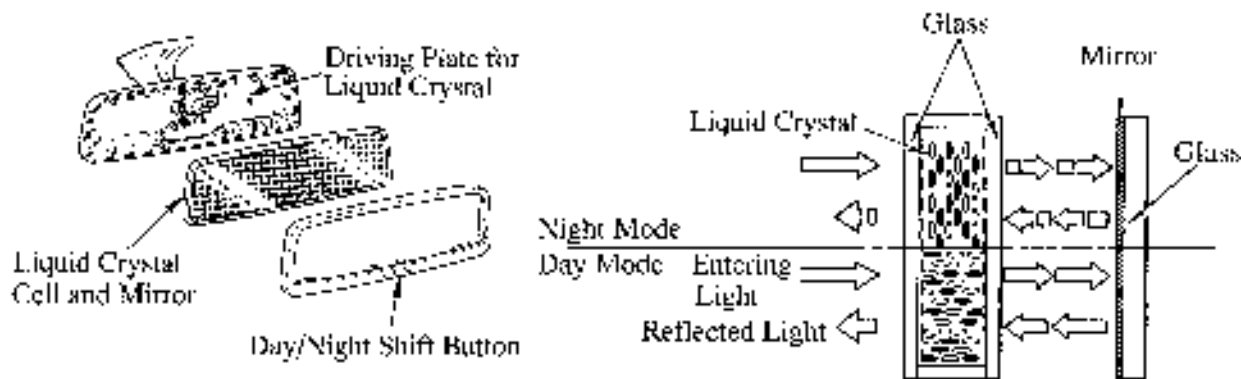 Driving Plate for
Liquid Crystal
Liquid Crystal
Cell and Mirror
Day/Night Shift Button
Glass
Mirror
Liquid Crystal
Glass
Night Mode
Day Mode
Entering
Light
Reflected Light